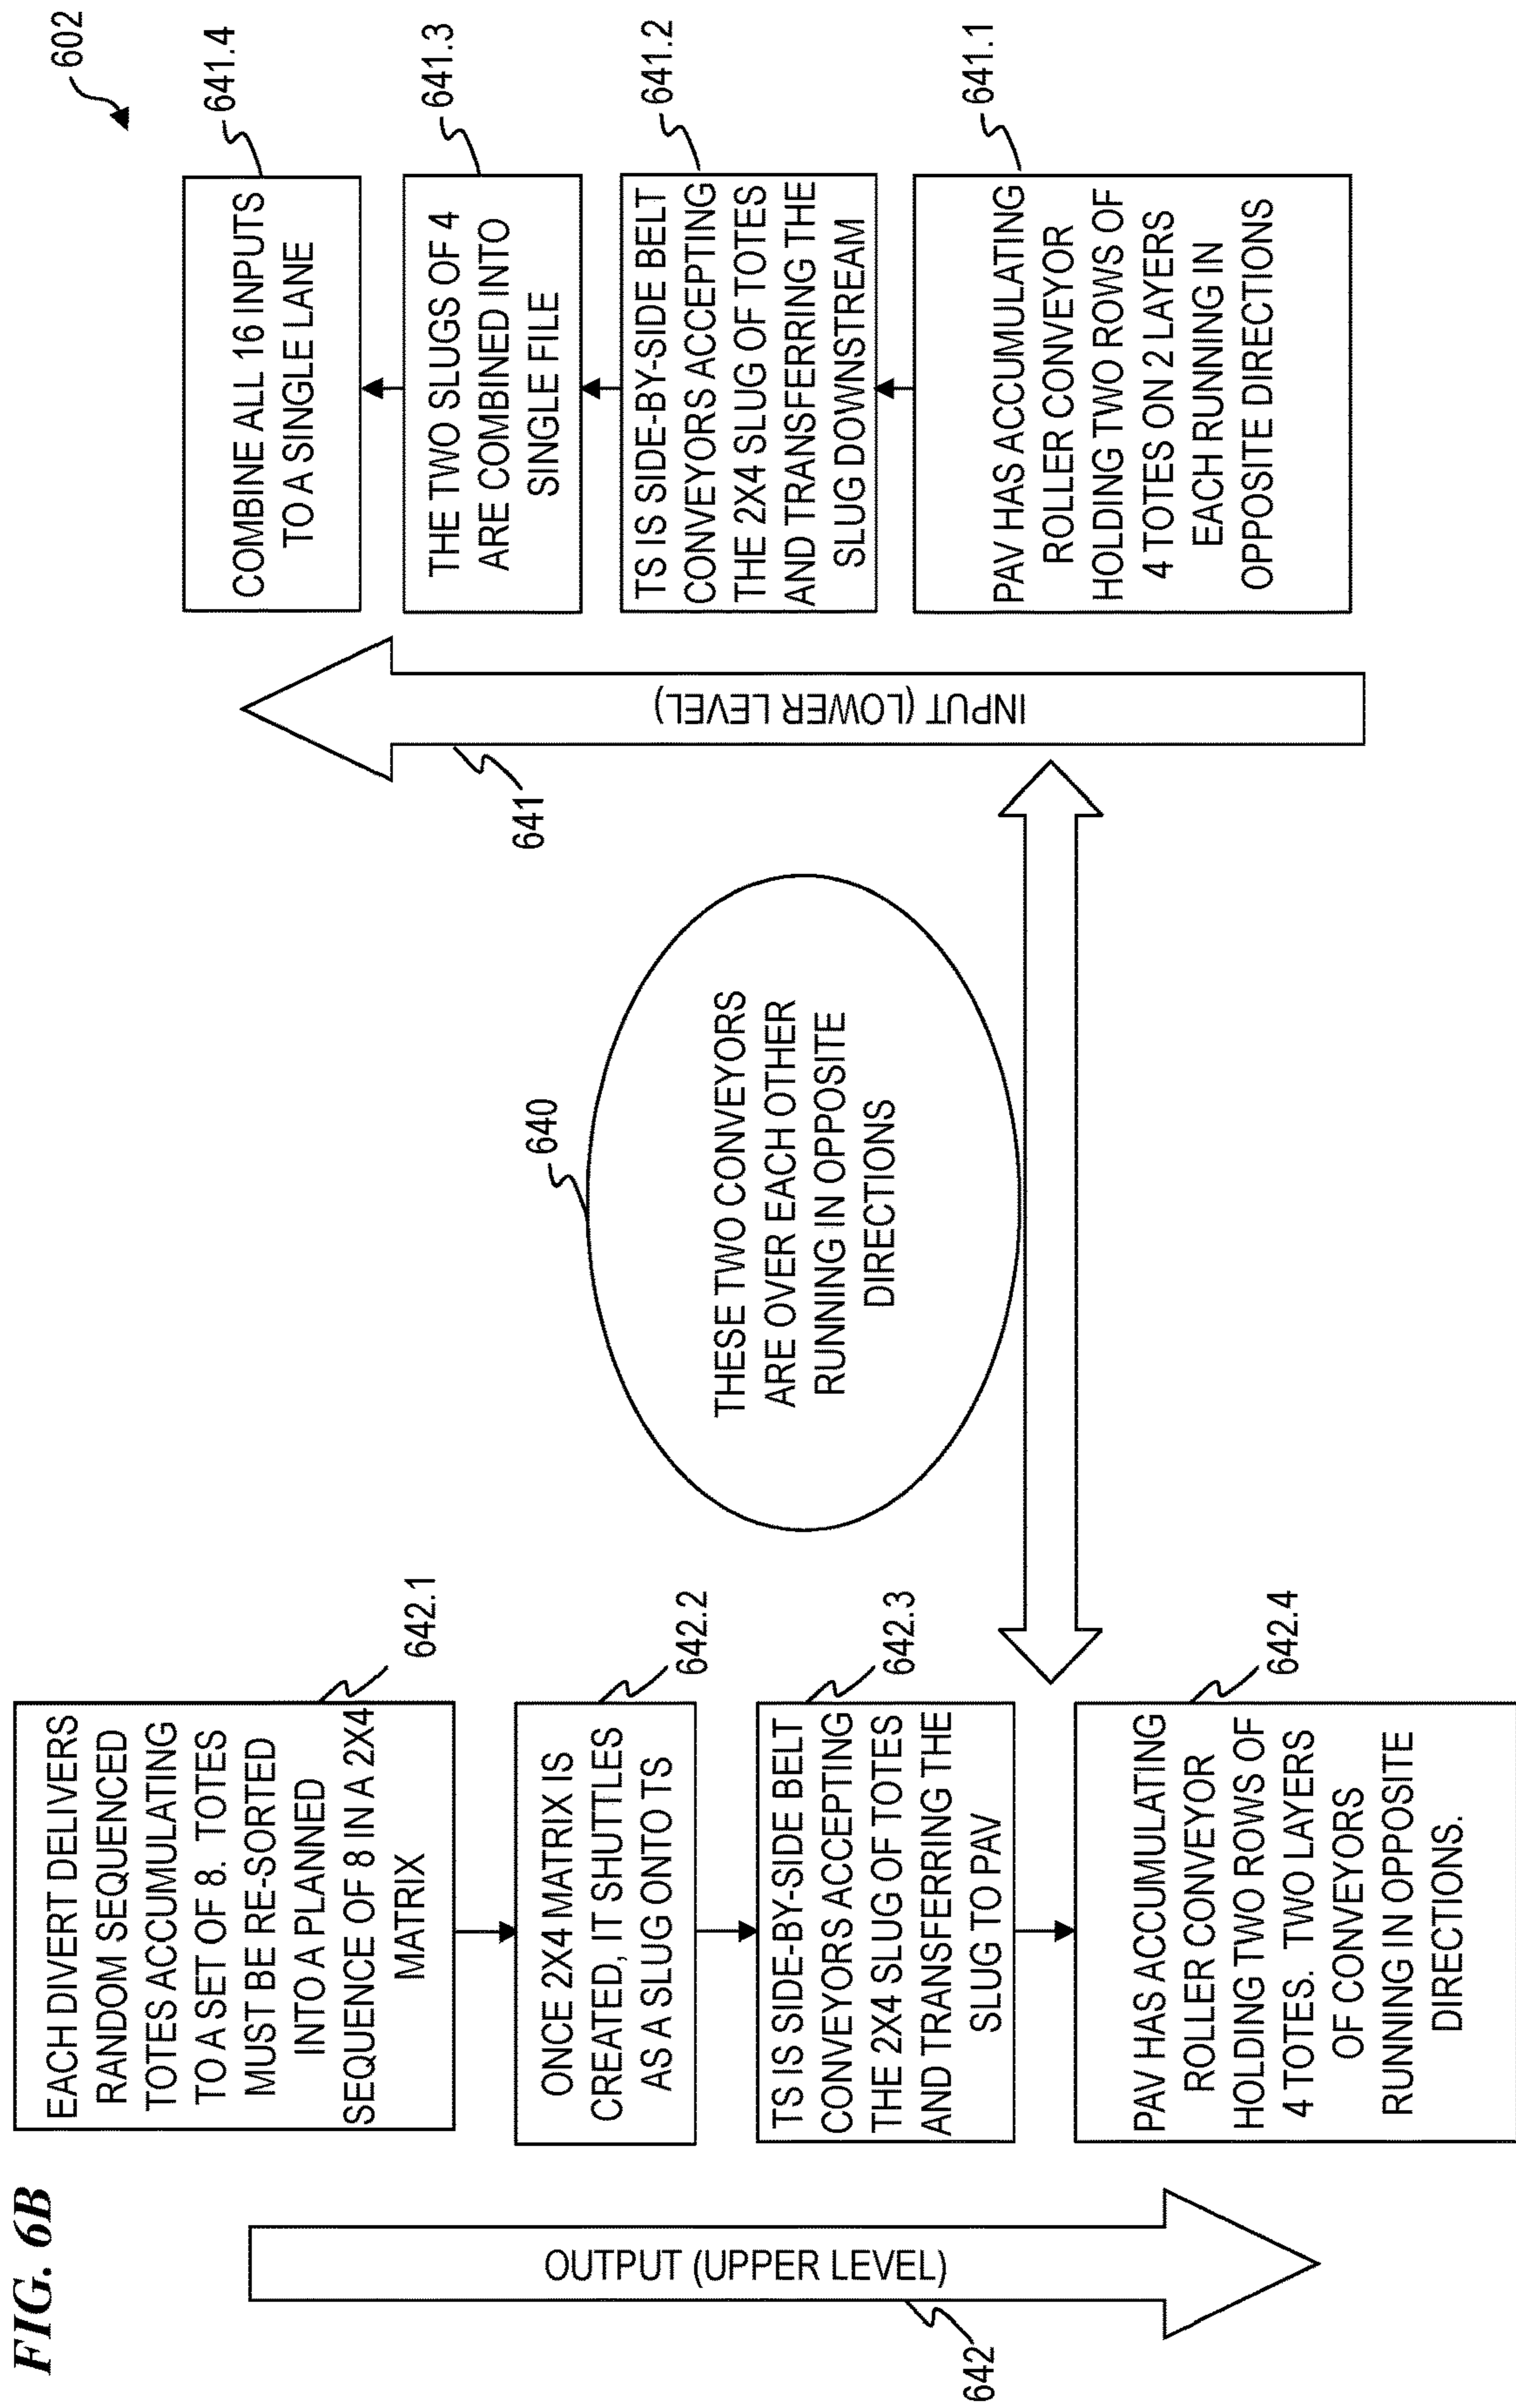 FIG. 6B
602
OUTPUT (UPPER LEVEL)
642
EACH DIVERT DELIVERS
RANDOM SEQUENCED
TOTES ACCUMULATING
TO A SET OF 8. TOTES
MUST BE RE-SORTED
INTO A PLANNED
SEQUENCE OF 8 IN A 2X4
MATRIX
642.1
ONCE 2X4 MATRIX IS
CREATED, IT SHUTTLES
AS A SLUG ONTO TS
642.2
TS IS SIDE-BY-SIDE BELT
CONVEYORS ACCEPTING
THE 2X4 SLUG OF TOTES
AND TRANSFERRING THE
SLUG TO PAV
642.3
PAV HAS ACCUMULATING
ROLLER CONVEYOR
HOLDING TWO ROWS OF
4 TOTES. TWO LAYERS
OF CONVEYORS
RUNNING IN OPPOSITE
DIRECTIONS.
642.4
640
THESE TWO CONVEYORS
ARE OVER EACH OTHER
RUNNING IN OPPOSITE
DIRECTIONS
641
INPUT (LOWER LEVEL)
COMBINE ALL 16 INPUTS
TO A SINGLE LANE
641.4
THE TWO SLUGS OF 4
ARE COMBINED INTO
SINGLE FILE
641.3
TS IS SIDE-BY-SIDE BELT
CONVEYORS ACCEPTING
THE 2X4 SLUG OF TOTES
AND TRANSFERRING THE
SLUG DOWNSTREAM
641.2
PAV HAS ACCUMULATING
ROLLER CONVEYOR
HOLDING TWO ROWS OF
4 TOTES ON 2 LAYERS
EACH RUNNING IN
OPPOSITE DIRECTIONS
641.1